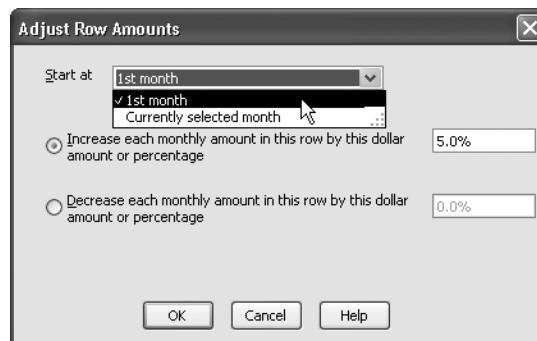 Adjust Row Amounts
Start at
1st month
✓ 1st month
Currently selected month
Increase each monthly amount in this row by this dollar
amount or percentage
5.0%
Decrease each monthly amount in this row by this dollar
amount or percentage
0.0%
OK Cancel Help